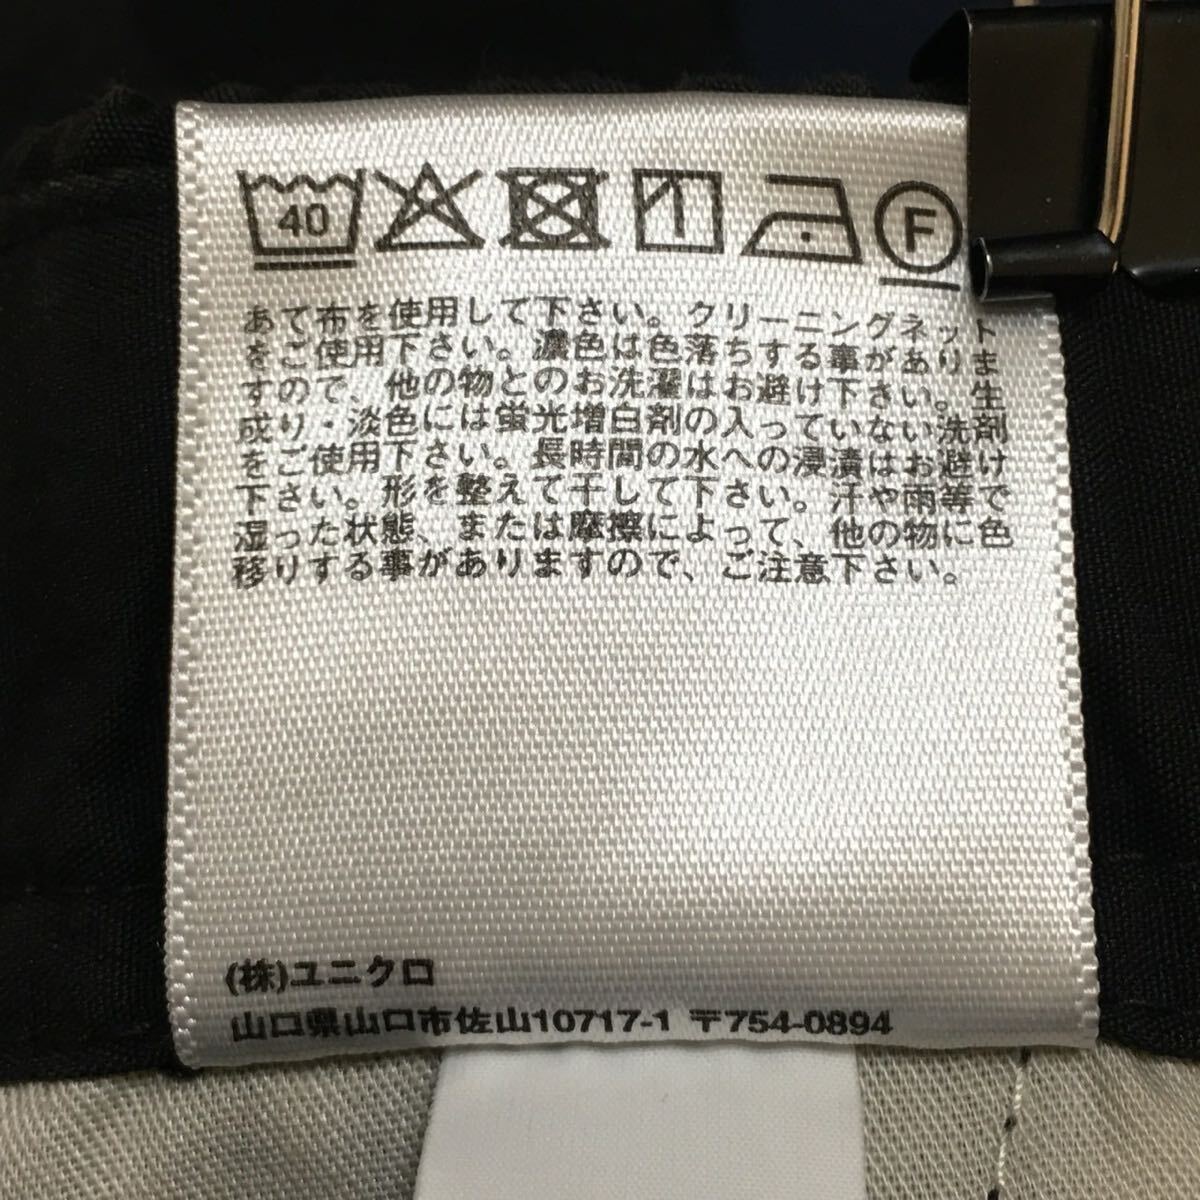 40 F
あて布を使用して下さい。クリーニングネット
をご使用下さい。濃色は色落ちする事がありま
すので、他の物とのお洗濯はお避け下さい。生
成り・淡色には蛍光増白剤の入っていない洗剤
をご使用下さい。長時間の水への浸漬はお避け
下さい。形を整えて干して下さい。汗や雨等で
湿った状態、または摩擦によって、他の物に色
移りする事がありますので、ご注意下さい。
(株)ユニクロ
山口県山口市佐山10717-1 〒754-0894